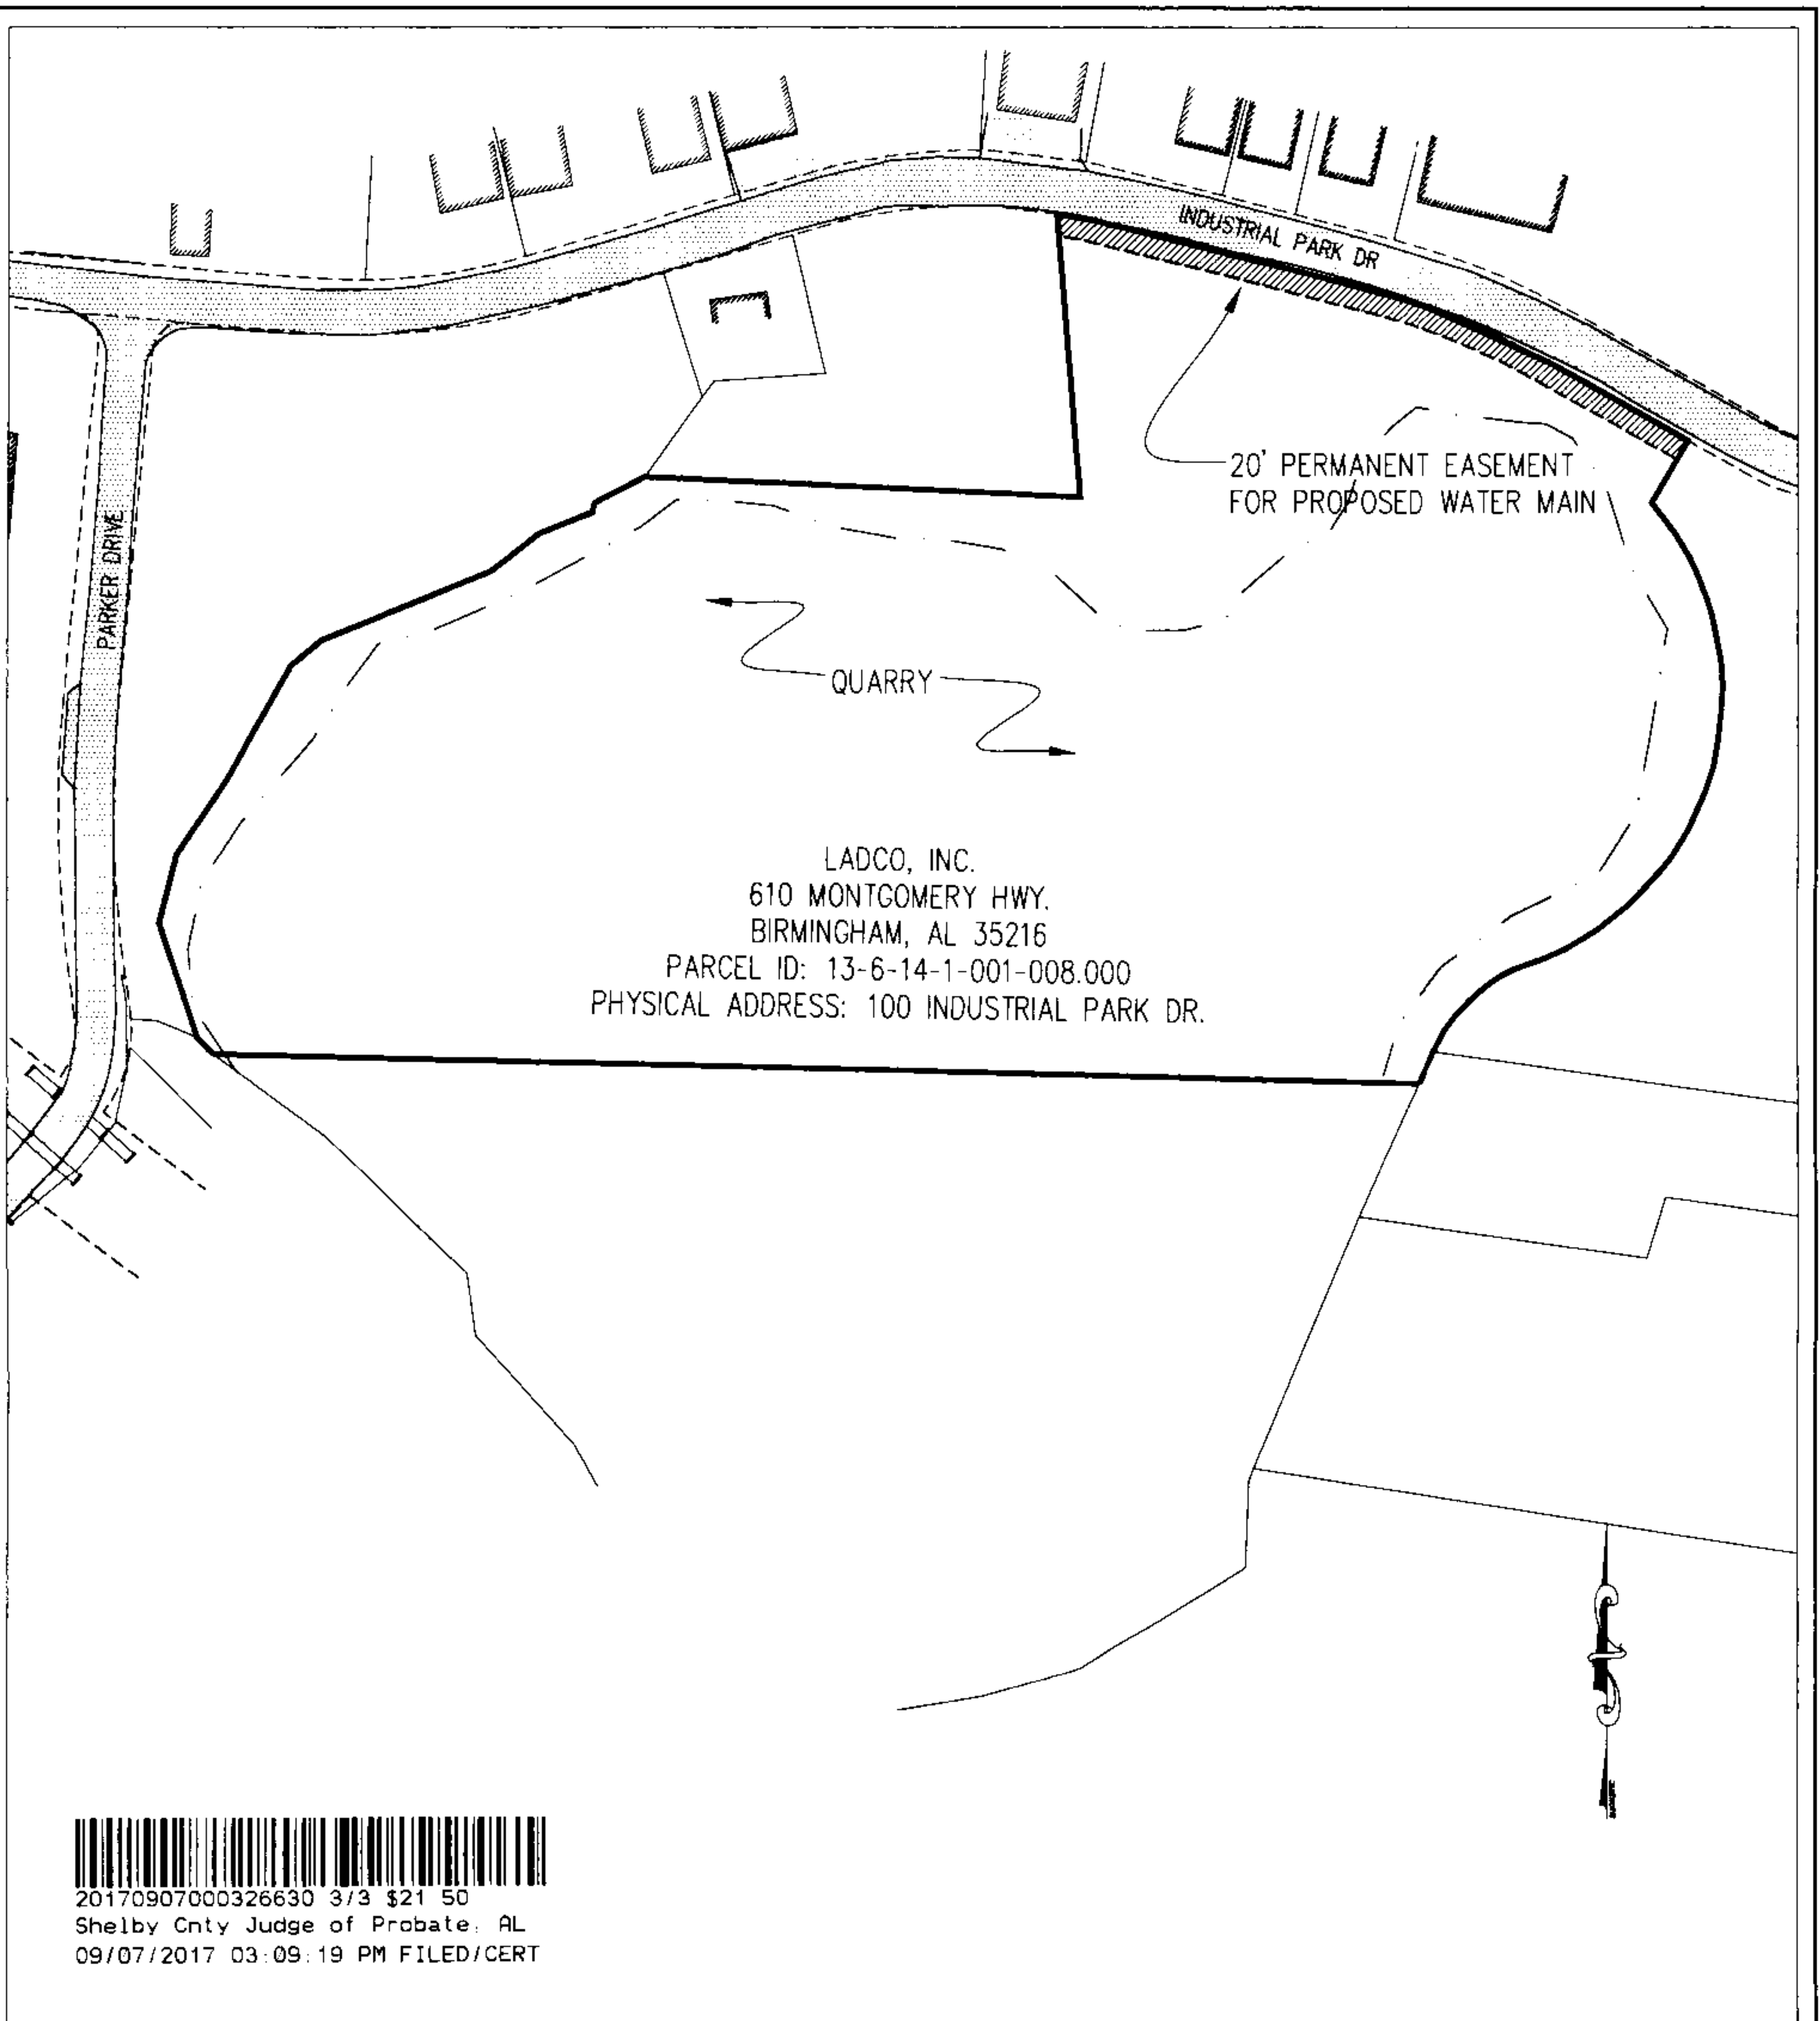 INDUSTRIAL PARK DR
20' PERMANENT EASEMENT
FOR PROPOSED WATER MAIN
PARKER DRIVE
QUARRY
LADCO, INC.
610 MONTGOMERY HWY.
BIRMINGHAM, AL 35216
PARCEL ID: 13-6-14-1-001-008.000
PHYSICAL ADDRESS: 100 INDUSTRIAL PARK DR.
20170907000326630 3/3 $21 50
Shelby Cnty Judge of Probate, AL
09/07/2017 03:09:19 PM FILED/CERT